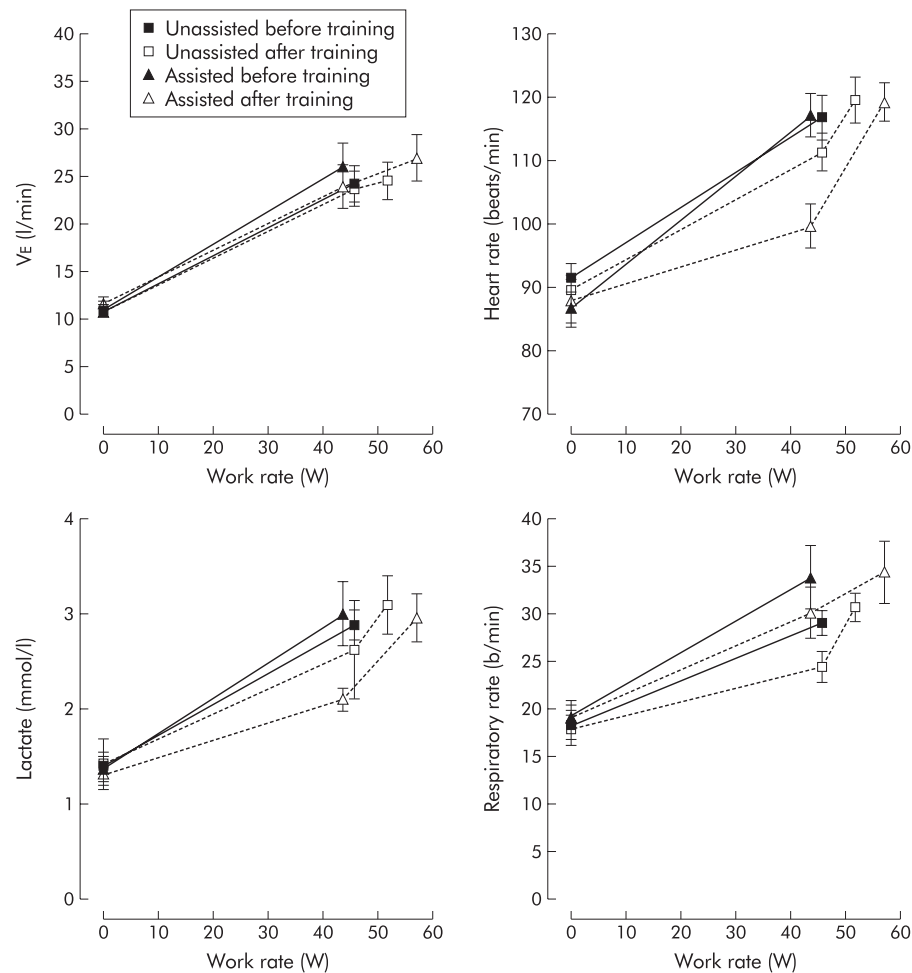 Unassisted before training
Unassisted after training
Assisted before training
Assisted after training
40
35
30
25
20
15
10
5
0
VE (l/min)
0 10 20 30 40 50 60
Work rate (W)
130
120
110
100
90
80
70
Heart rate (beats/min)
0 10 20 30 40 50 60
Work rate (W)
4
3
2
1
0
Lactate (mmol/l)
0 10 20 30 40 50 60
Work rate (W)
40
35
30
25
20
15
10
5
0
Respiratory rate (b/min)
0 10 20 30 40 50 60
Work rate (W)